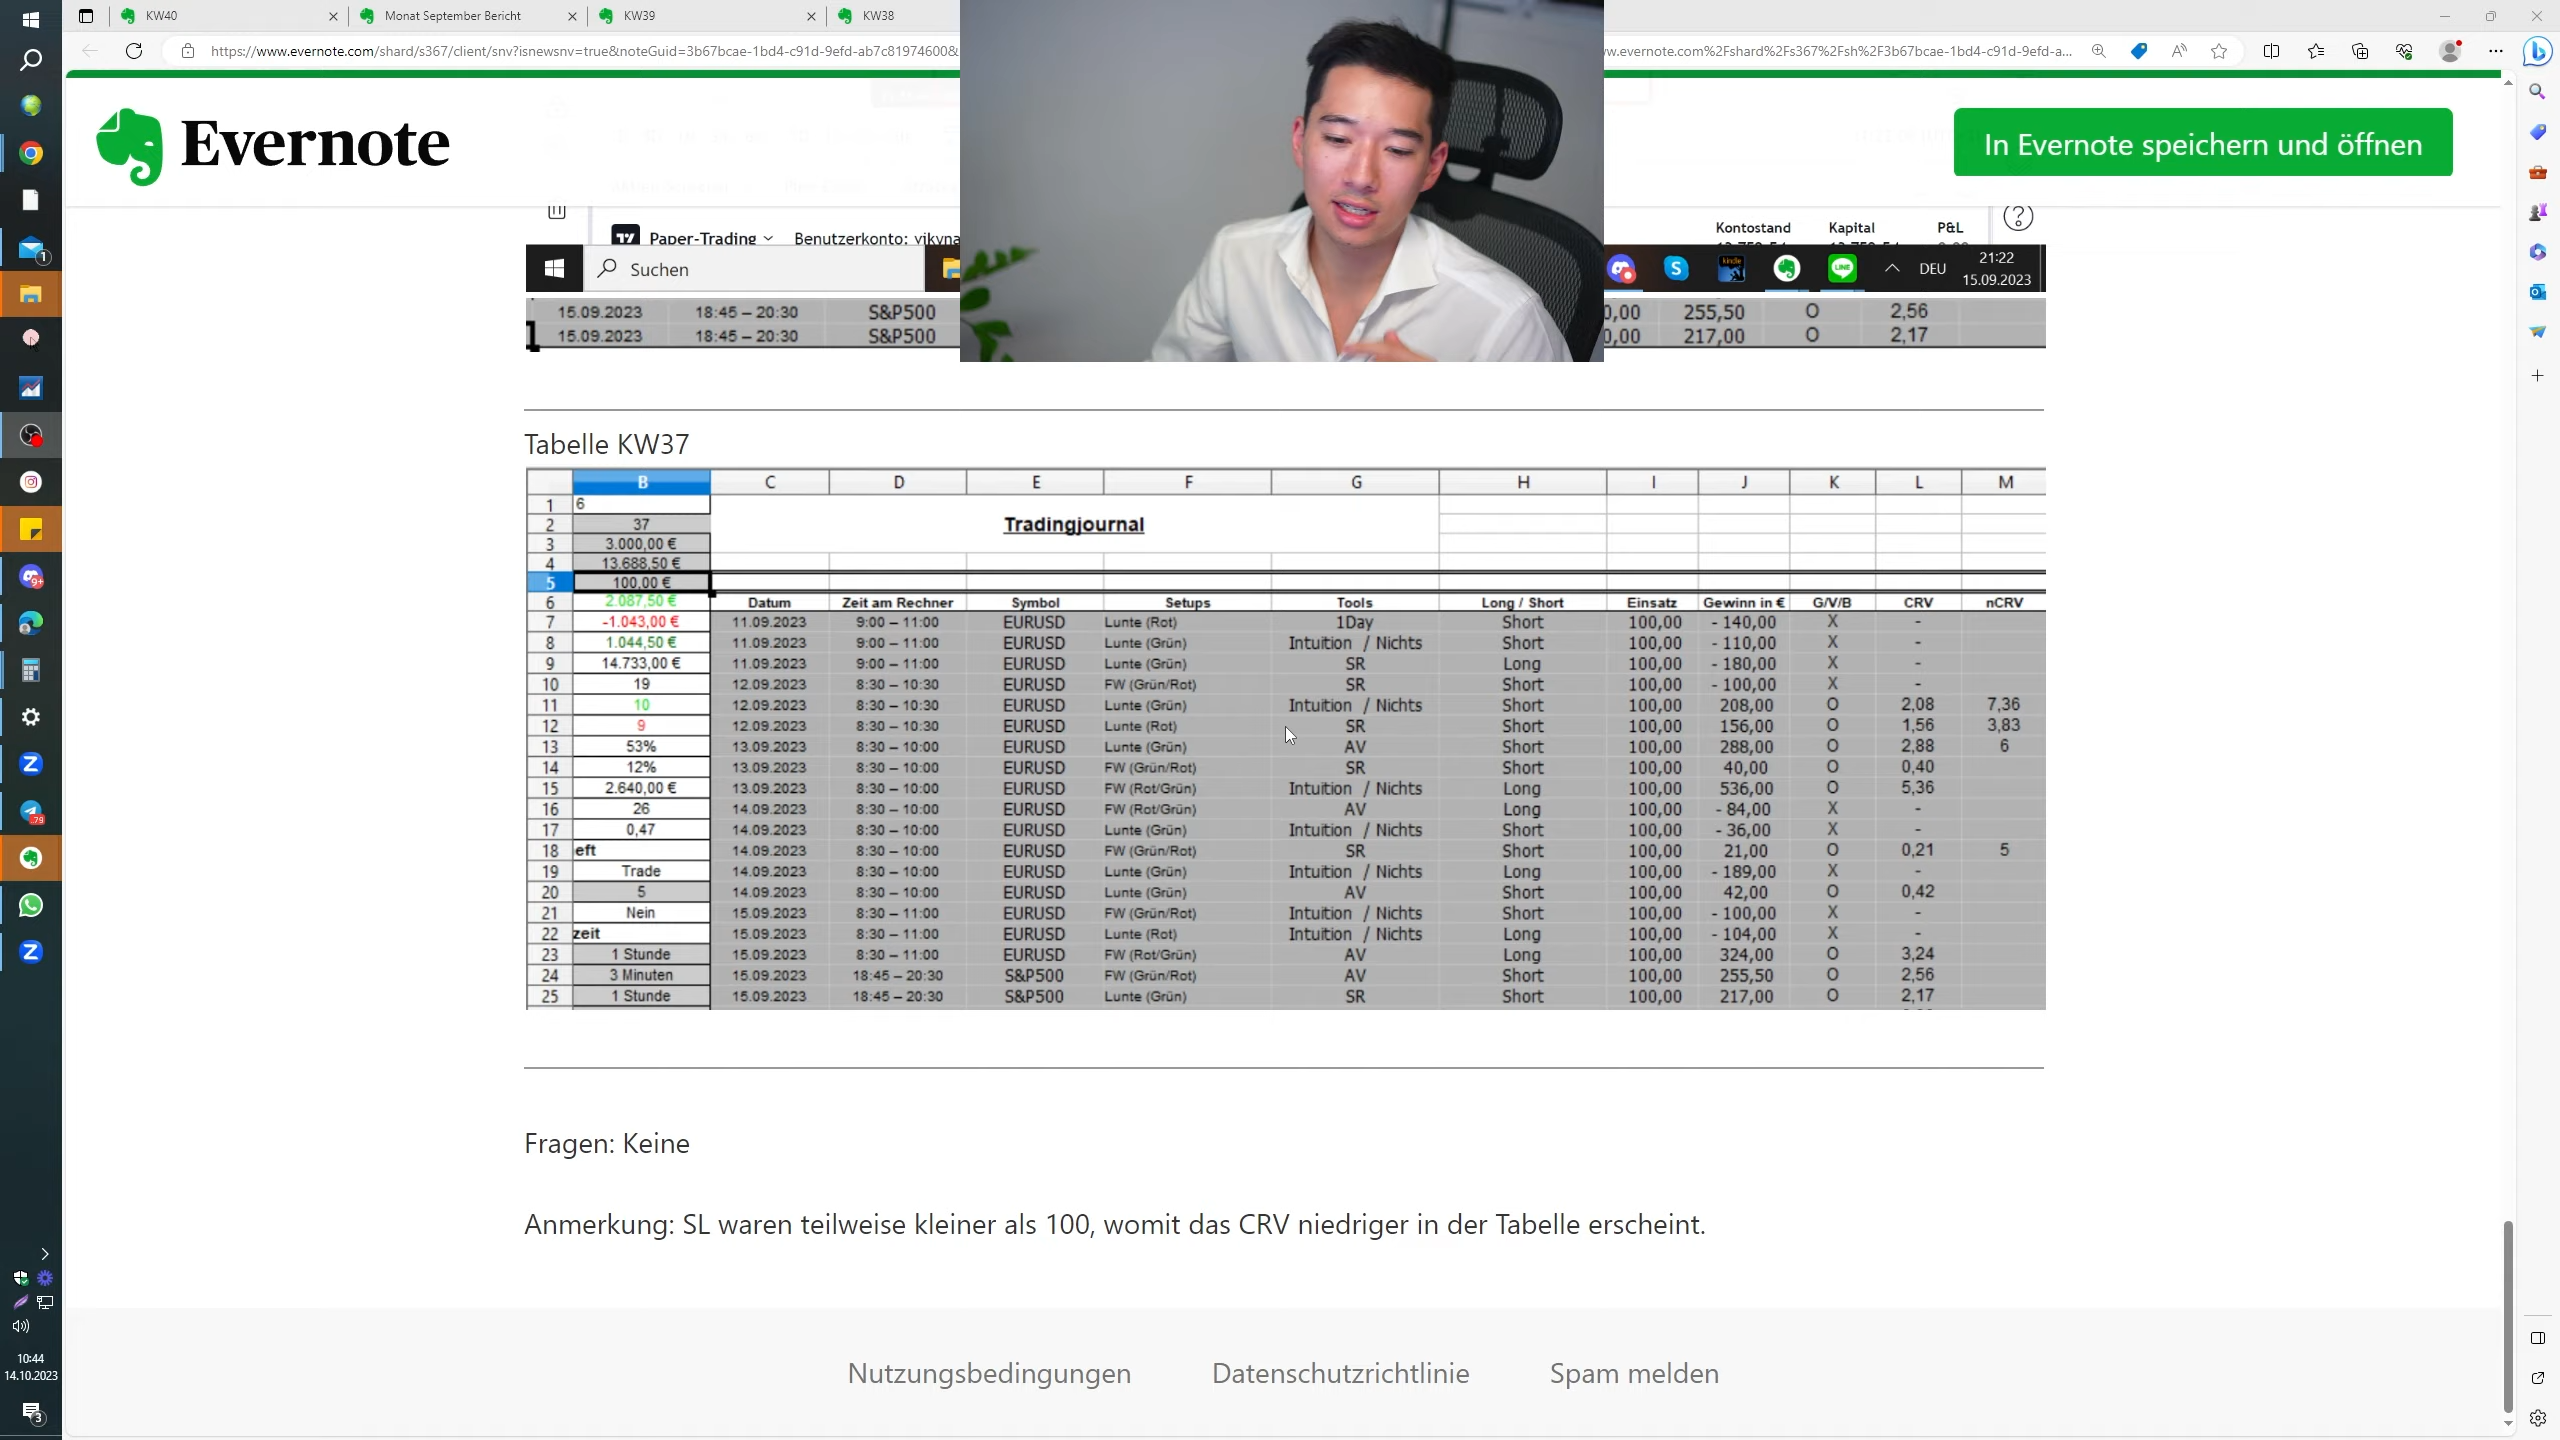 KW40
Monat September Bericht
KW39
KW38
https://www.evernote.com/shard/s367/client/snv?isnewsnv=true&noteGuid=3b67bcae-1bd4-c91d-9efd-ab7c81974600&
w.evernote.com%2Fshard%2Fs367%2Fsh%2F3b67bcae-1bd4-c91d-9efd-a...
Evernote
In Evernote speichern und öffnen
Paper-Trading Benutzerkonto: vikyna
Kontostand Kapital P&L
Suchen
DEU 21:22
15.09.2023
15.09.2023 18:45 – 20:30 S&P500 0,00 255,50 O 2,56
15.09.2023 18:45 – 20:30 S&P500 0,00 217,00 O 2,17
Tabelle KW37
B C D E F G H I J K L M
1 6
2 37 Tradingjournal
3 3.000,00 €
4 13.688,50 €
5 100,00 €
6 2.087,50 € Datum Zeit am Rechner Symbol Setups Tools Long / Short Einsatz Gewinn in € G/V/B CRV nCRV
7 -1.043,00 € 11.09.2023 9:00 – 11:00 EURUSD Lunte (Rot) 1Day Short 100,00 - 140,00 X -
8 1.044,50 € 11.09.2023 9:00 – 11:00 EURUSD Lunte (Grün) Intuition / Nichts Short 100,00 - 110,00 X -
9 14.733,00 € 11.09.2023 9:00 – 11:00 EURUSD Lunte (Grün) SR Long 100,00 - 180,00 X -
10 19 12.09.2023 8:30 – 10:30 EURUSD FW (Grün/Rot) SR Short 100,00 - 100,00 X -
11 10 12.09.2023 8:30 – 10:30 EURUSD Lunte (Grün) Intuition / Nichts Short 100,00 208,00 O 2,08 7,36
12 9 12.09.2023 8:30 – 10:30 EURUSD Lunte (Rot) SR Short 100,00 156,00 O 1,56 3,83
13 53% 13.09.2023 8:30 – 10:00 EURUSD Lunte (Grün) AV Short 100,00 288,00 O 2,88 6
14 12% 13.09.2023 8:30 – 10:00 EURUSD FW (Grün/Rot) SR Short 100,00 40,00 O 0,40
15 2.640,00 € 13.09.2023 8:30 – 10:00 EURUSD FW (Rot/Grün) Intuition / Nichts Long 100,00 536,00 O 5,36
16 26 14.09.2023 8:30 – 10:00 EURUSD FW (Rot/Grün) AV Long 100,00 - 84,00 X -
17 0,47 14.09.2023 8:30 – 10:00 EURUSD Lunte (Grün) Intuition / Nichts Short 100,00 - 36,00 X -
18 eft 14.09.2023 8:30 – 10:00 EURUSD FW (Grün/Rot) SR Short 100,00 21,00 O 0,21 5
19 Trade 14.09.2023 8:30 – 10:00 EURUSD Lunte (Grün) Intuition / Nichts Long 100,00 - 189,00 X -
20 5 14.09.2023 8:30 – 10:00 EURUSD Lunte (Grün) AV Short 100,00 42,00 O 0,42
21 Nein 15.09.2023 8:30 – 11:00 EURUSD FW (Grün/Rot) Intuition / Nichts Short 100,00 - 100,00 X -
22 zeit 15.09.2023 8:30 – 11:00 EURUSD Lunte (Rot) Intuition / Nichts Long 100,00 - 104,00 X -
23 1 Stunde 15.09.2023 8:30 – 11:00 EURUSD FW (Rot/Grün) AV Long 100,00 324,00 O 3,24
24 3 Minuten 15.09.2023 18:45 – 20:30 S&P500 FW (Grün/Rot) AV Short 100,00 255,50 O 2,56
25 1 Stunde 15.09.2023 18:45 – 20:30 S&P500 Lunte (Grün) SR Short 100,00 217,00 O 2,17
Fragen: Keine
Anmerkung: SL waren teilweise kleiner als 100, womit das CRV niedriger in der Tabelle erscheint.
Nutzungsbedingungen Datenschutzrichtlinie Spam melden
10:44
14.10.2023
3